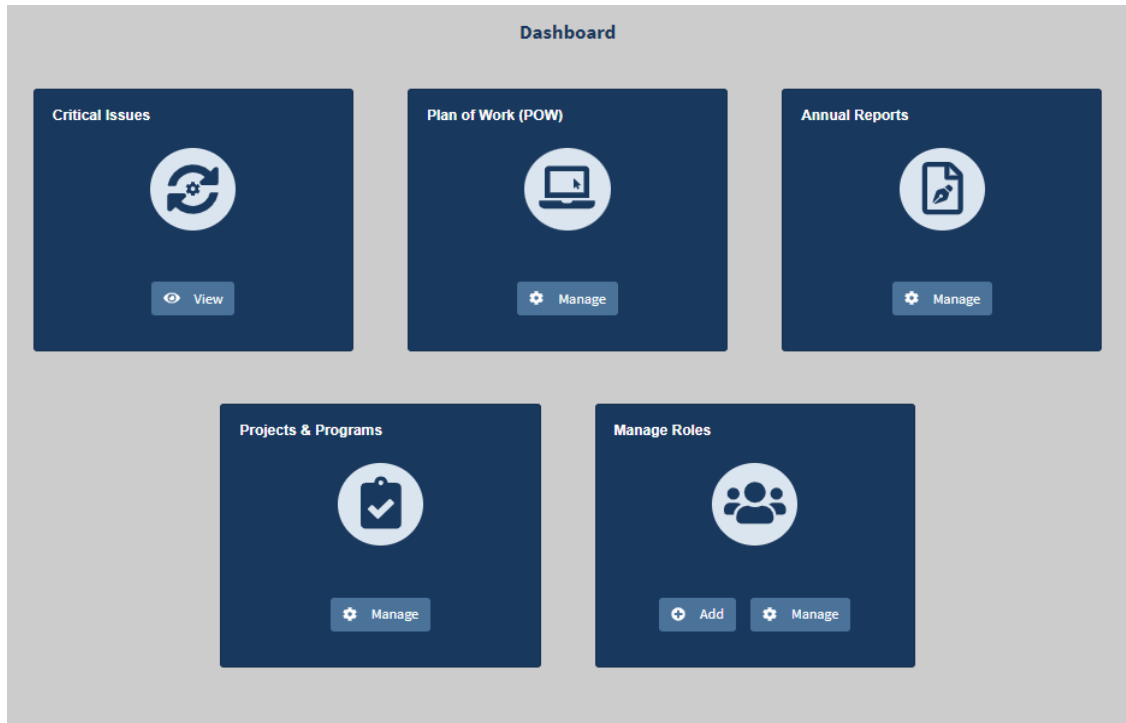 Dashboard
Critical Issues
View
Plan of Work (POW)
Manage
Annual Reports
Manage
Projects & Programs
Manage
Manage Roles
Add
Manage